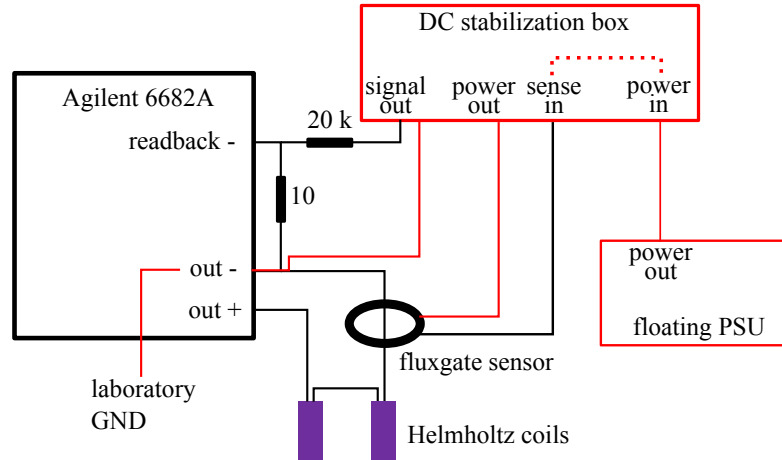 DC stabilization box
signal out
power out
sense in
power in
Agilent 6682A
readback -
20 k
10
out -
out +
power out
floating PSU
fluxgate sensor
laboratory GND
Helmholtz coils